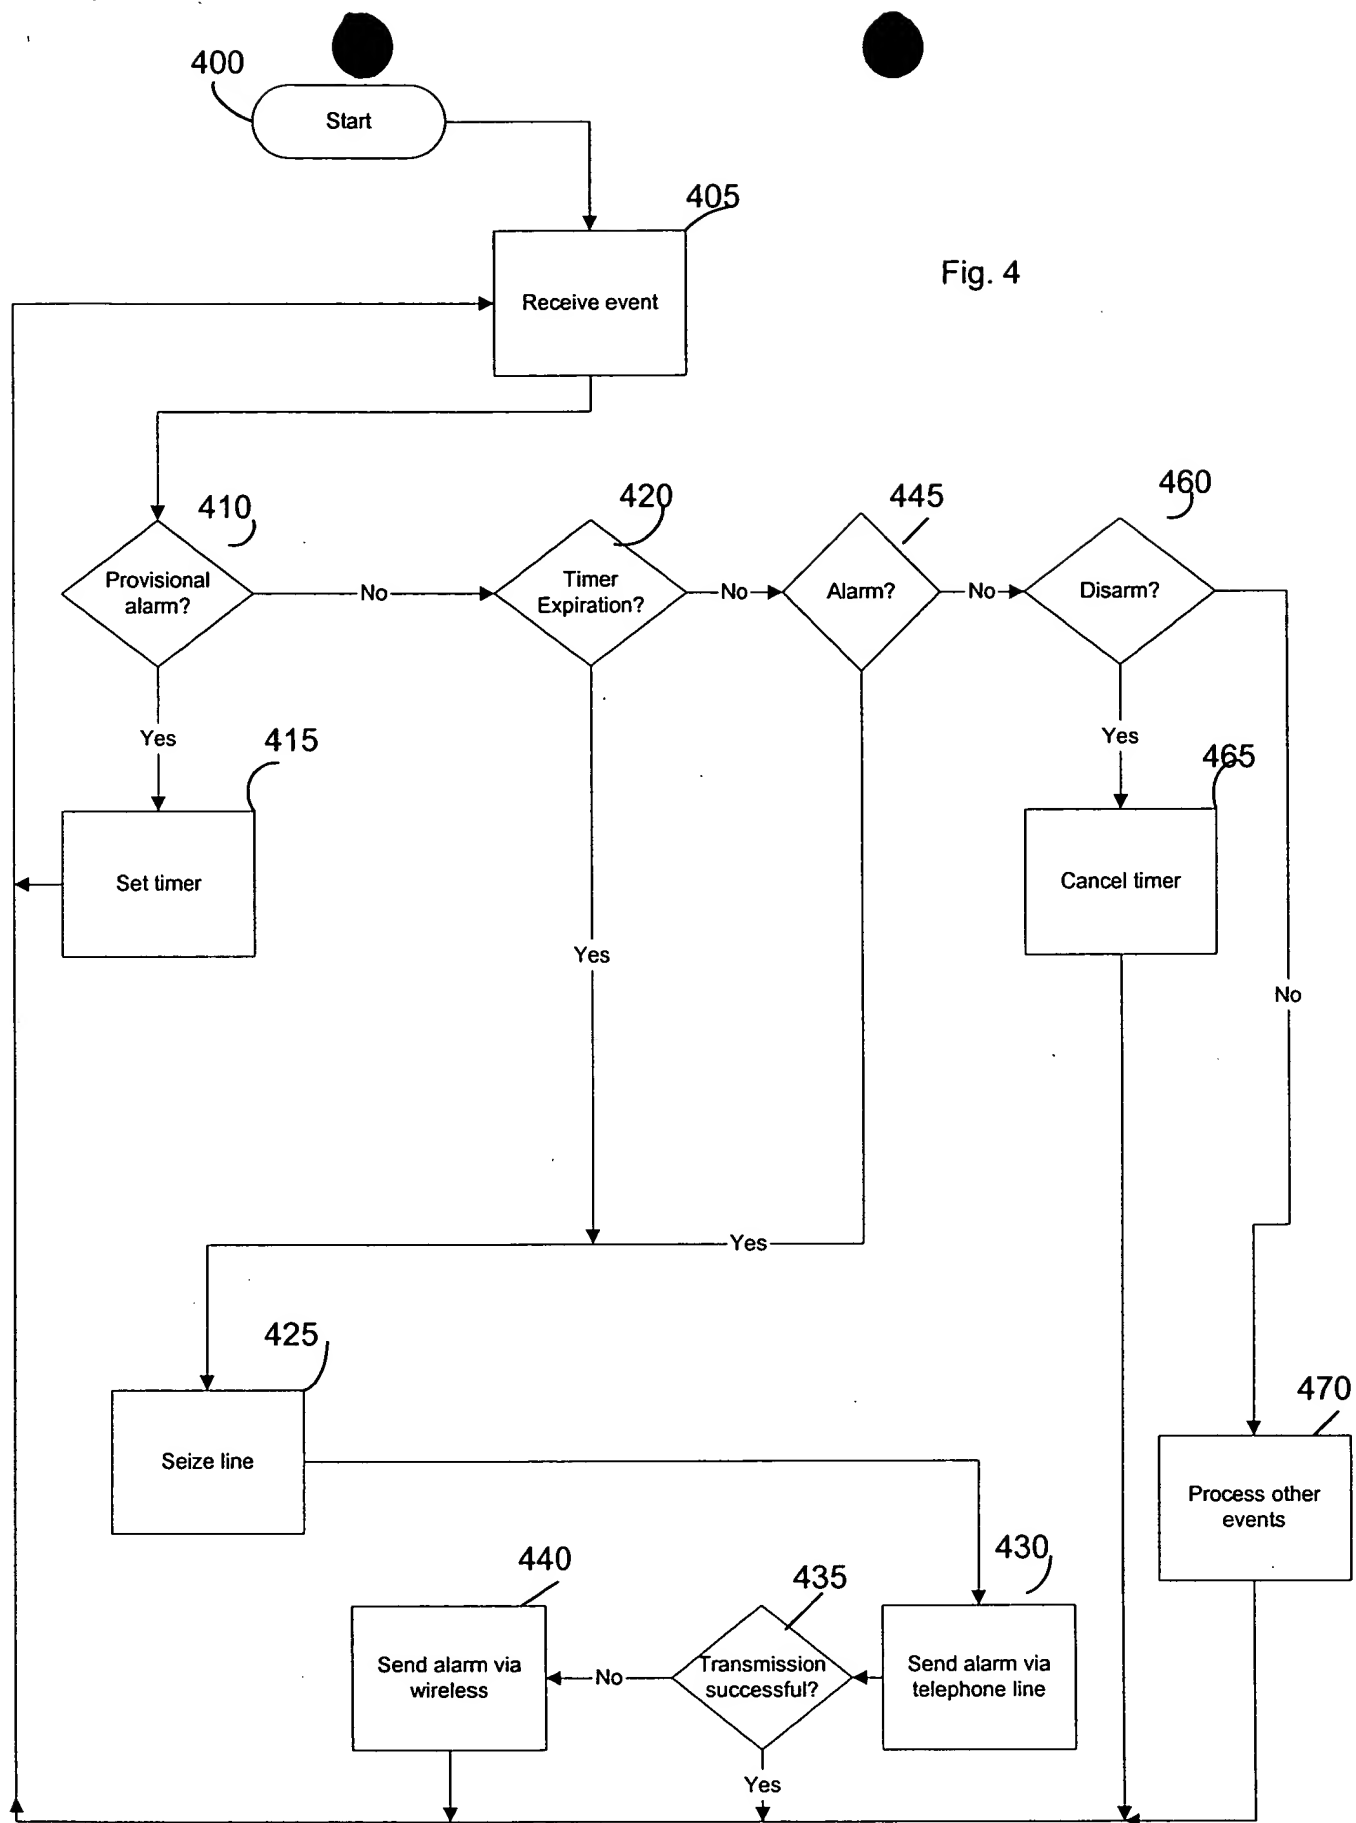 400
Start
405
Receive event
Fig. 4
410
420
445
460
Provisional
alarm?
No
Timer
Expiration?
No
Alarm?
No
Disarm?
Yes
415
Yes
465
Set timer
Cancel timer
Yes
No
Yes
425
470
Seize line
Process other
events
440
435
430
Send alarm via
wireless
No
Transmission
successful?
Send alarm via
telephone line
Yes